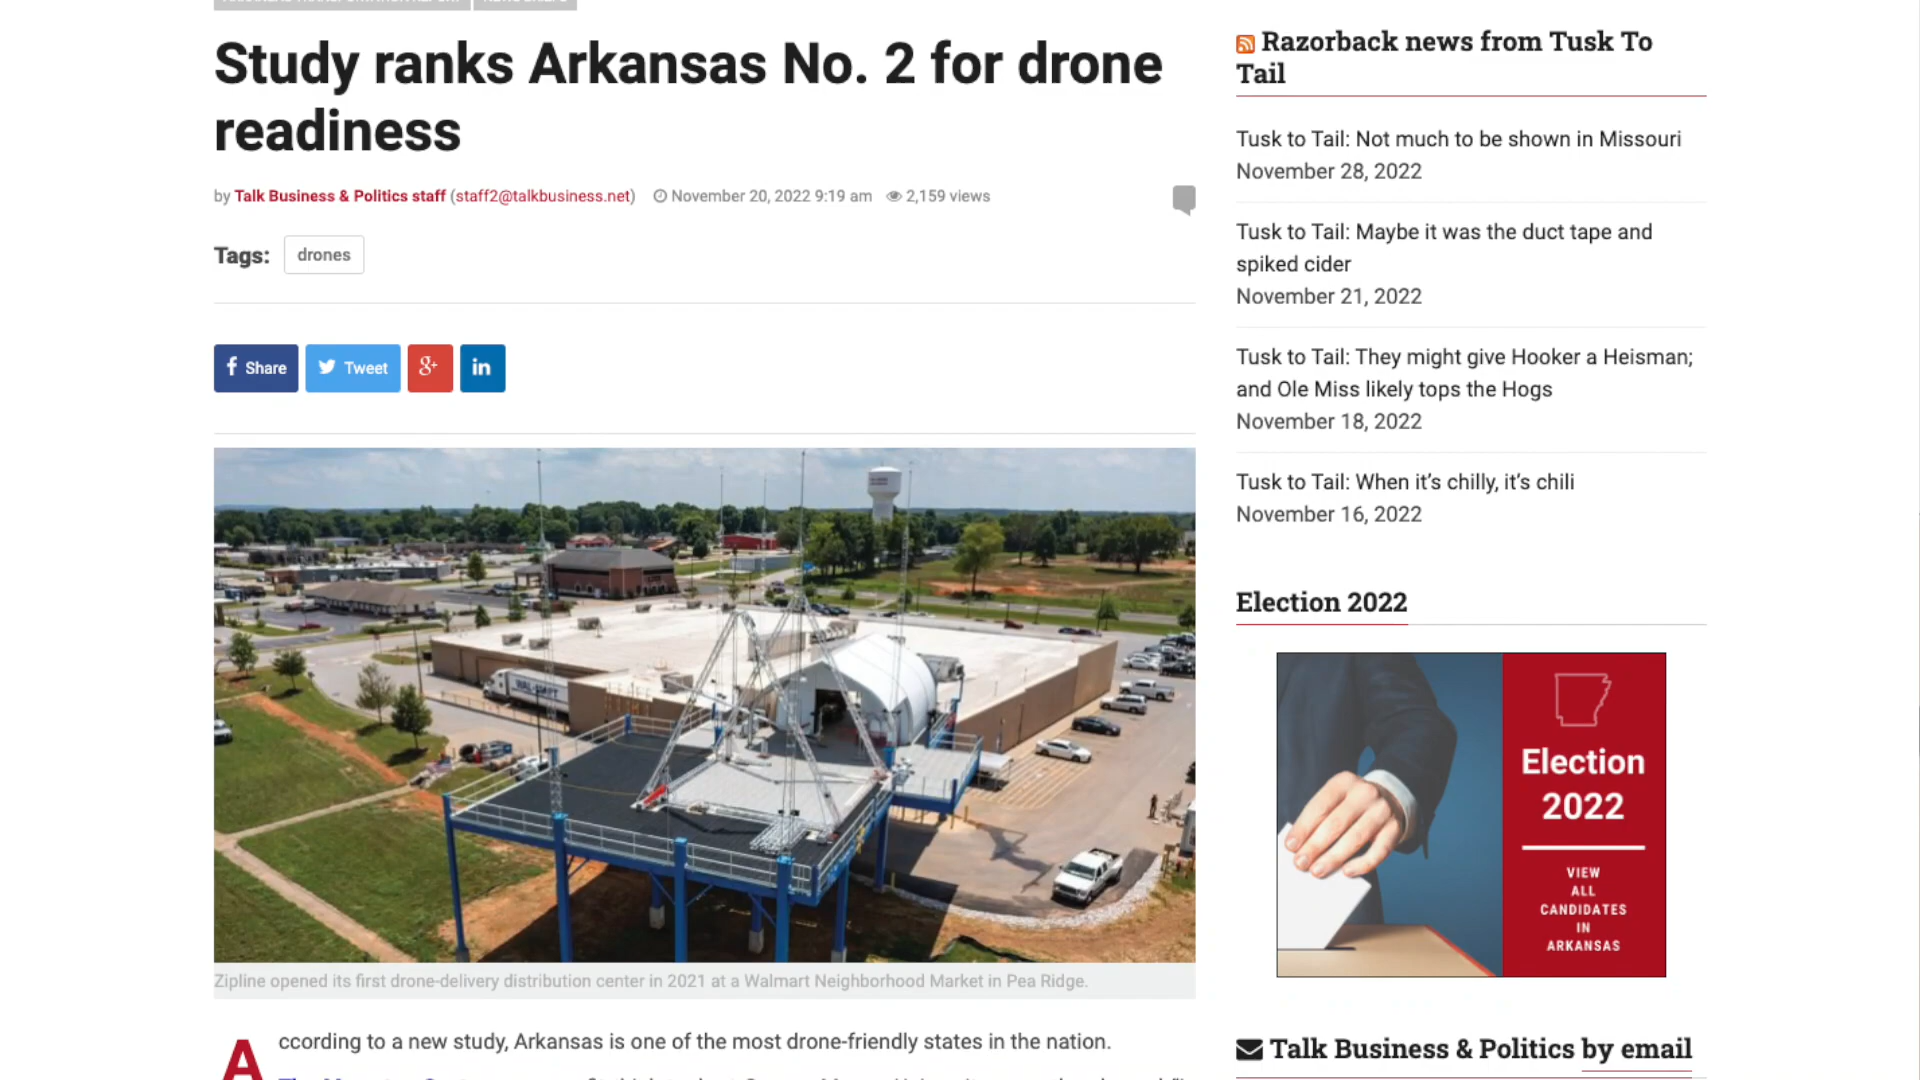 Study ranks Arkansas No. 2 for drone
readiness
by Talk Business & Politics staff (staff2@talkbusiness.net) November 20, 2022 9:19 am 2,159 views
Tags: drones
Share Tweet g+ in
WAL-MART
Zipline opened its first drone-delivery distribution center in 2021 at a Walmart Neighborhood Market in Pea Ridge.
According to a new study, Arkansas is one of the most drone-friendly states in the nation.
Razorback news from Tusk To
Tail
Tusk to Tail: Not much to be shown in Missouri
November 28, 2022
Tusk to Tail: Maybe it was the duct tape and
spiked cider
November 21, 2022
Tusk to Tail: They might give Hooker a Heisman;
and Ole Miss likely tops the Hogs
November 18, 2022
Tusk to Tail: When it's chilly, it's chili
November 16, 2022
Election 2022
Election
2022
VIEW
ALL
CANDIDATES
IN
ARKANSAS
Talk Business & Politics by email